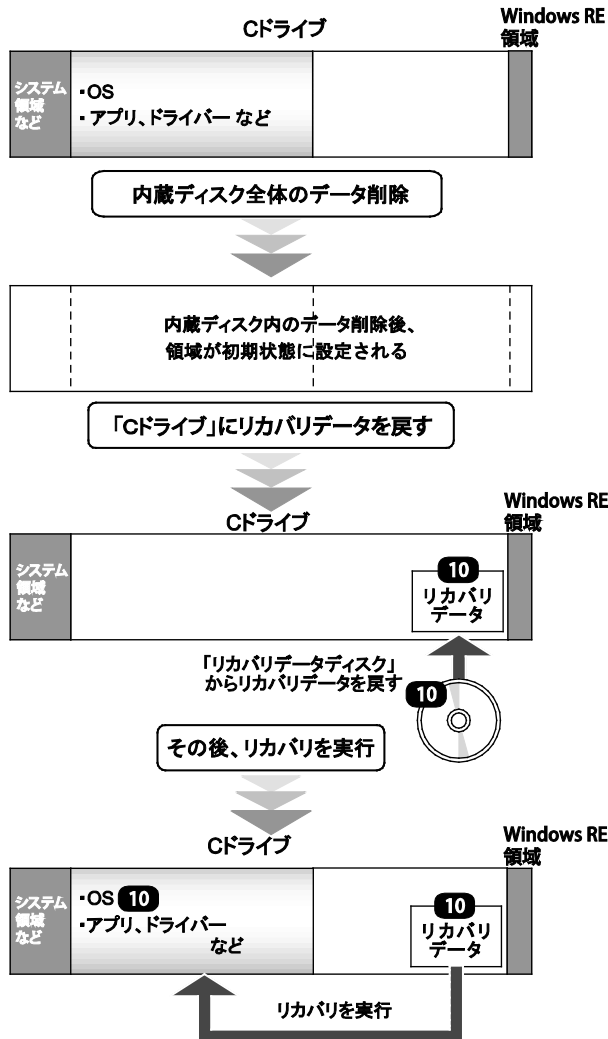 Cドライブ
Windows RE
領域
システム
領域
など
・OS
・アプリ、ドライバー など
内蔵ディスク全体のデータ削除
内蔵ディスク内のデータ削除後、
領域が初期状態に設定される
「Cドライブ」にリカバリデータを戻す
Cドライブ
Windows RE
領域
システム
領域
など
10
リカバリ
データ
「リカバリデータディスク」
からリカバリデータを戻す
10
その後、リカバリを実行
Cドライブ
Windows RE
領域
システム
領域
など
・OS 10
・アプリ、ドライバー
など
10
リカバリ
データ
リカバリを実行